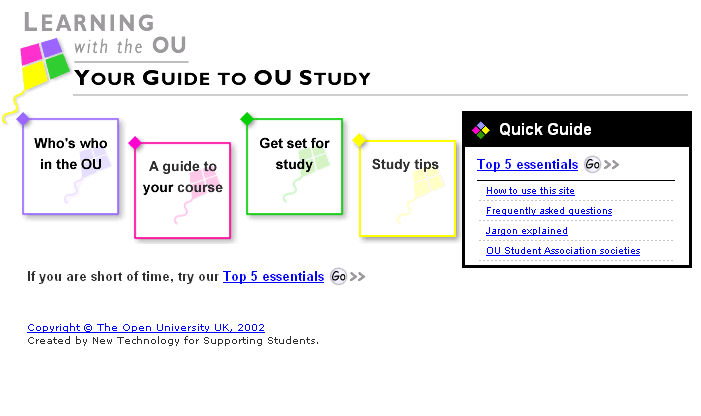 LEARNING
with the OU
YOUR GUIDE TO OU STUDY
Who's who
in the OU
A guide to
your course
Get set for
study
Study tips
Quick Guide
Top 5 essentials Go >>
How to use this site
Frequently asked questions
Jargon explained
OU Student Association societies
If you are short of time, try our Top 5 essentials Go >>
Copyright © The Open University UK, 2002
Created by New Technology for Supporting Students.